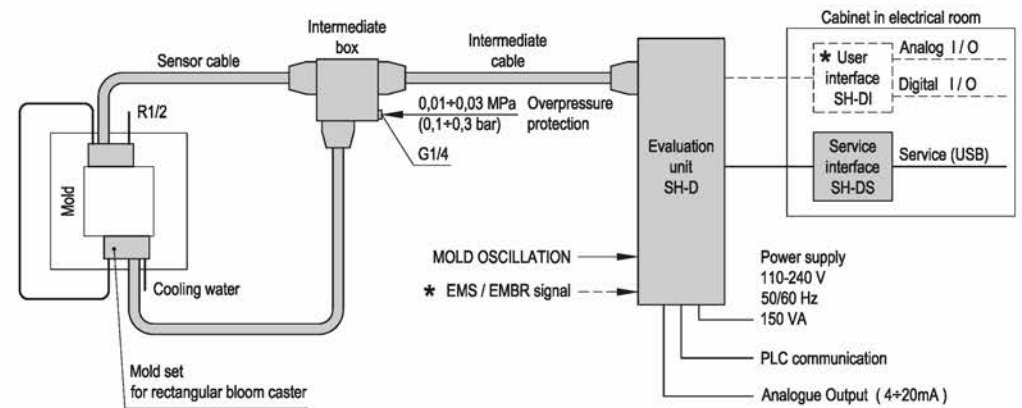 Cabinet in electrical room
Intermediate
box
Intermediate
cable
Sensor cable
* User
interface
SH-DI
Analog I / O
Digital I / O
R1/2
0,01÷0,03 MPa
(0,1÷0,3 bar)
Overpressure
protection
G1/4
Evaluation
unit
SH-D
Service
interface
SH-DS
Service (USB)
Mold
MOLD OSCILLATION
* EMS / EMBR signal
Cooling water
Power supply
110-240 V
50/60 Hz
150 VA
PLC communication
Mold set
for rectangular bloom caster
Analogue Output ( 4÷20mA )